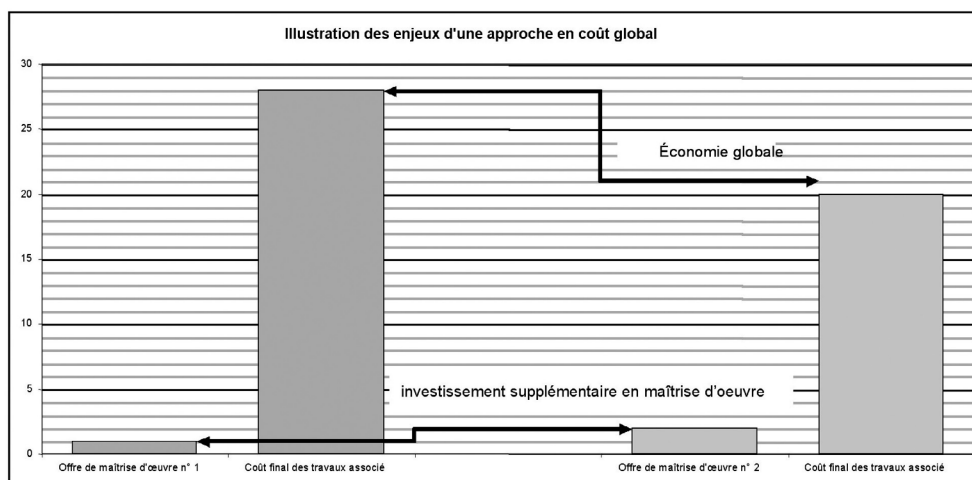 Illustration des enjeux d'une approche en coût global
30
25
Économie globale
20
15
10
5
investissement supplémentaire en maîtrise d'oeuvre
0
Offre de maîtrise d'œuvre n° 1
Coût final des travaux associé
Offre de maîtrise d'œuvre n° 2
Coût final des travaux associé